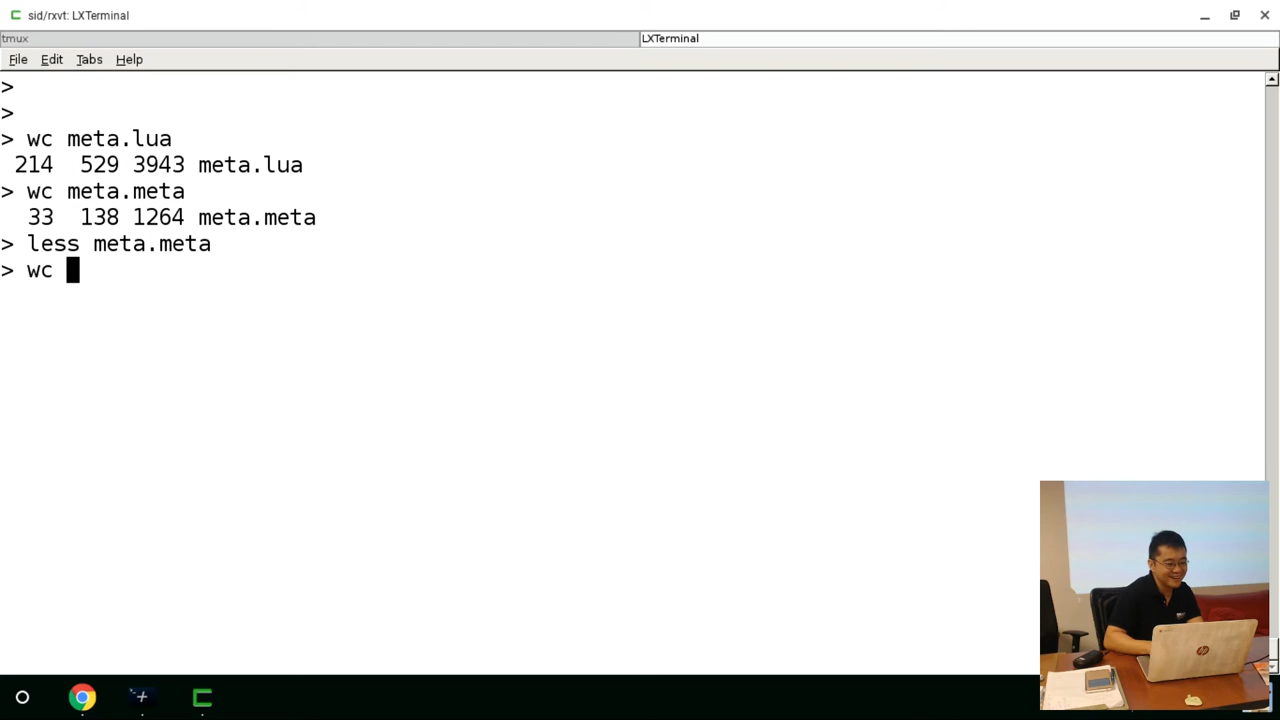 sid/rxvt: LXTerminal
tmux
LXTerminal
File Edit Tabs Help
>
>
> wc meta.lua
214 529 3943 meta.lua
> wc meta.meta
33 138 1264 meta.meta
> less meta.meta
> wc
hp